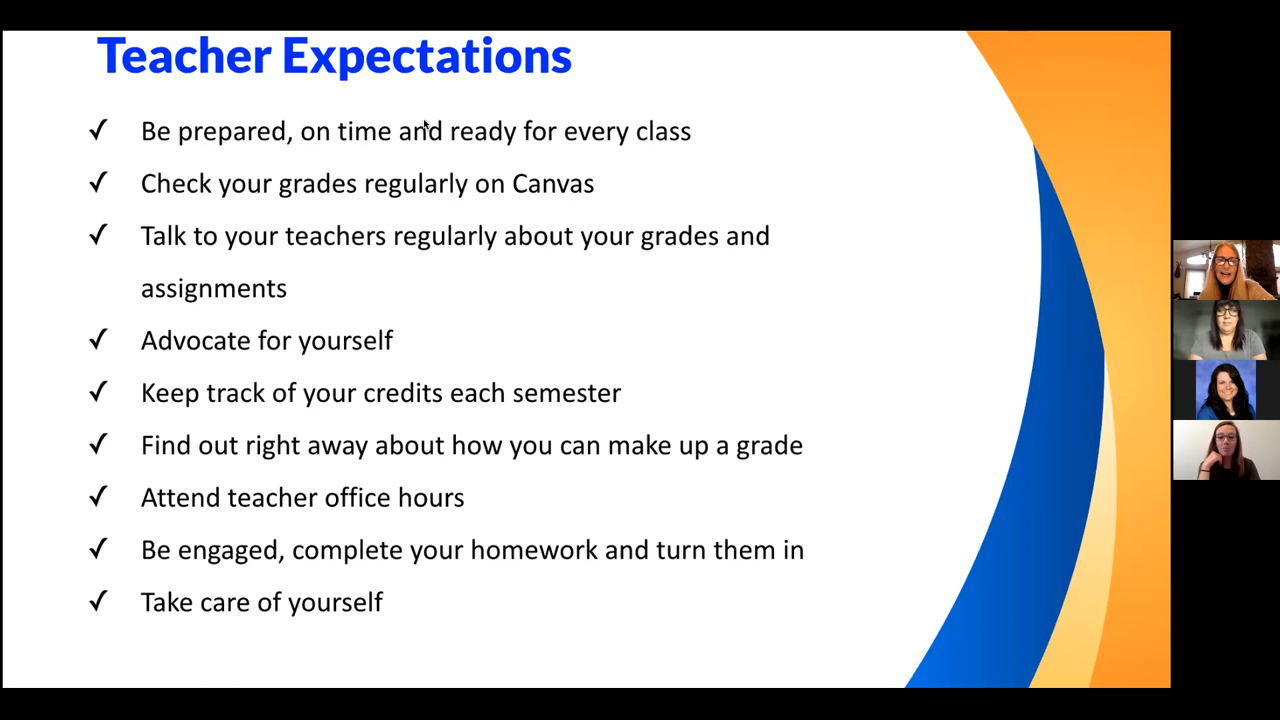 Teacher Expectations
✓ Be prepared, on time and ready for every class
✓ Check your grades regularly on Canvas
✓ Talk to your teachers regularly about your grades and
assignments
✓ Advocate for yourself
✓ Keep track of your credits each semester
✓ Find out right away about how you can make up a grade
✓ Attend teacher office hours
✓ Be engaged, complete your homework and turn them in
✓ Take care of yourself